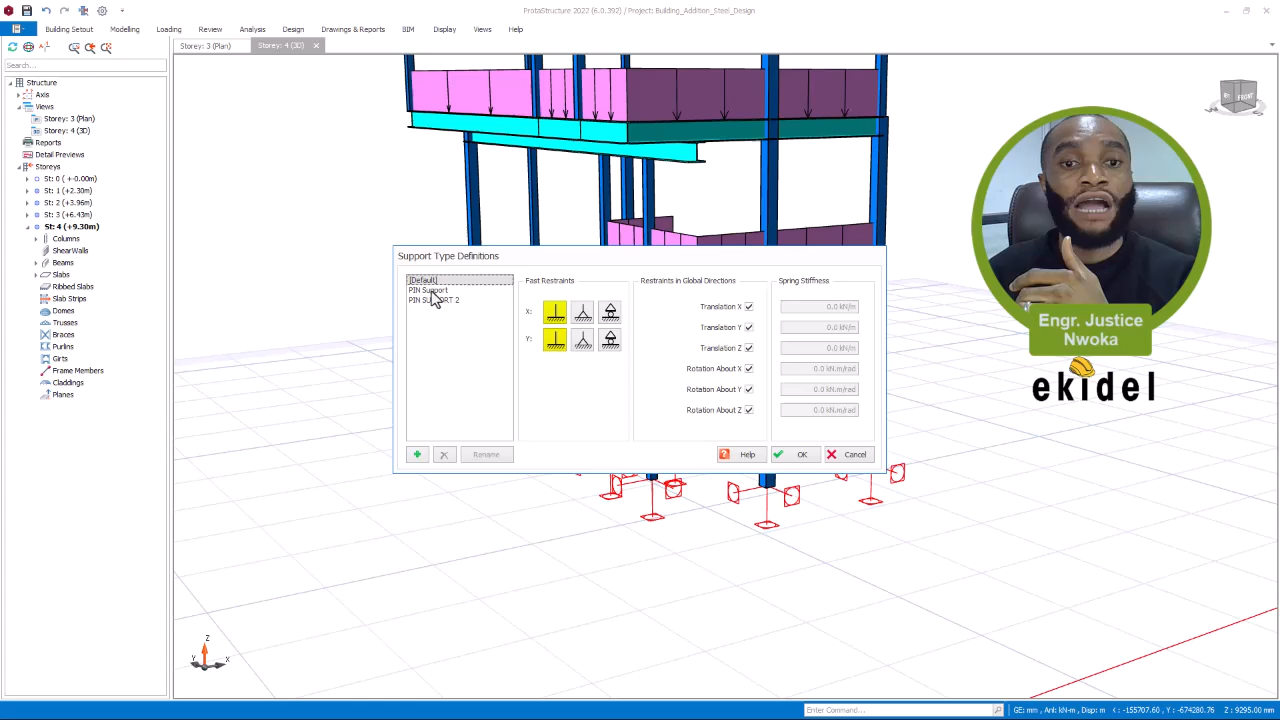 ProtaStructure 2022 (6.0.392) / Project: Building_Addition_Steel_Design
Building Setout Modelling Loading Review Analysis Design Drawings & Reports BIM Display Views Help
Storey: 3 (Plan) Storey: 4 (3D)
Search...
Structure
Axis
Views
Storey: 3 (Plan)
Storey: 4 (3D)
Reports
Detail Previews
Storeys
St: 0 (+-0.00m)
St: 1 (+2.30m)
St: 2 (+3.96m)
St: 3 (+6.43m)
St: 4 (+9.30m)
Columns
ShearWalls
Beams
Slabs
Ribbed Slabs
Slab Strips
Domes
Trusses
Braces
Purlins
Girts
Frame Members
Claddings
Planes
FRONT
Support Type Definitions
[Default]
PIN Support
PIN SUPPORT 2
Fast Restraints
X:
Y:
Restraints in Global Directions
Translation X
Translation Y
Translation Z
Rotation About X
Rotation About Y
Rotation About Z
Spring Stiffness
0.0 kN/m
0.0 kN/m
0.0 kN/m
0.0 kN.m/rad
0.0 kN.m/rad
0.0 kN.m/rad
Rename
Help
OK
Cancel
Engr. Justice
Nwoka
ekidel
Z
Y
X
Enter Command...
GE: mm , Anl: kN-m , Disp: m X : -155707.60 Y : -674280.76 Z : 9295.00 mm